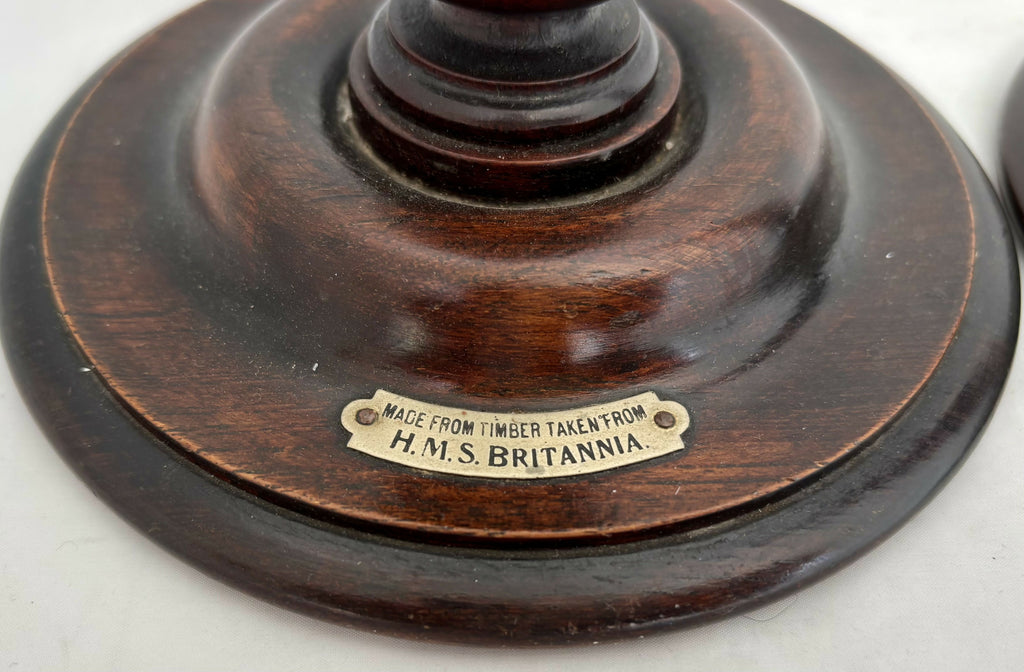 MADE FROM TIMBER TAKEN FROM
H.M.S. BRITANNIA.